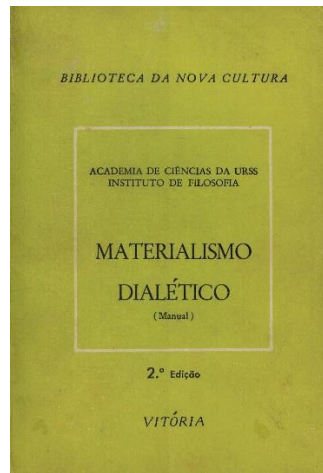 BIBLIOTECA DA NOVA CULTURA
ACADEMIA DE CIÊNCIAS DA URSS
INSTITUTO DE FILOSOFIA
MATERIALISMO
DIALÉTICO
(Manual)
2.º Edição
VITÓRIA